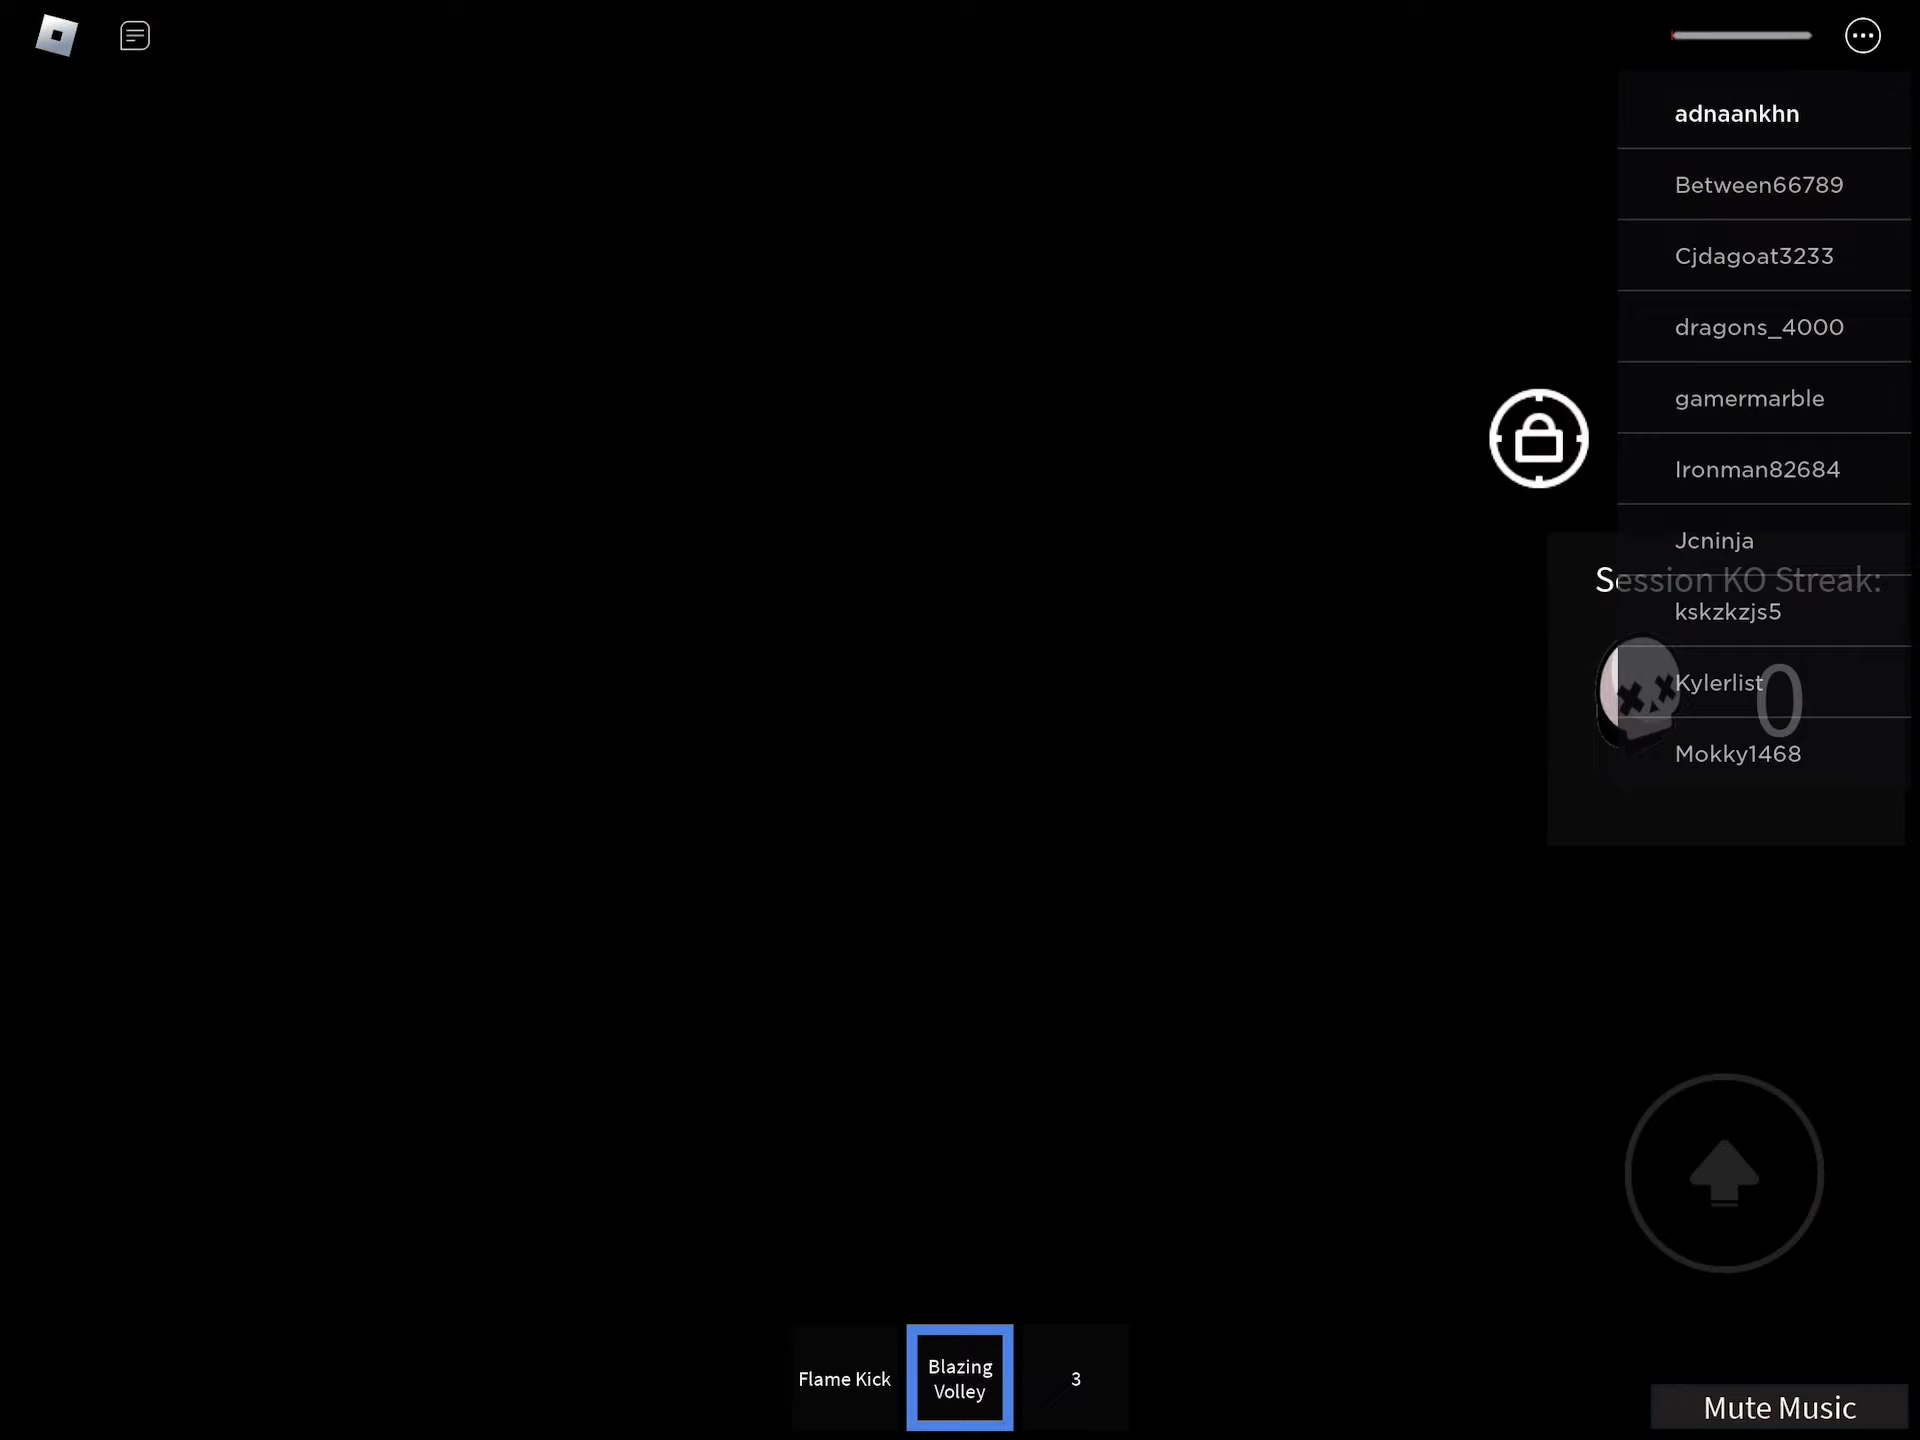 adnaankhn
Between66789
Cjdagoat3233
dragons_4000
gamermarble
Ironman82684
Jcninja
Session KO Streak:
kskzkzjs5
Kylerlist
0
Mokky1468
Flame Kick
Blazing
Volley
3
Mute Music